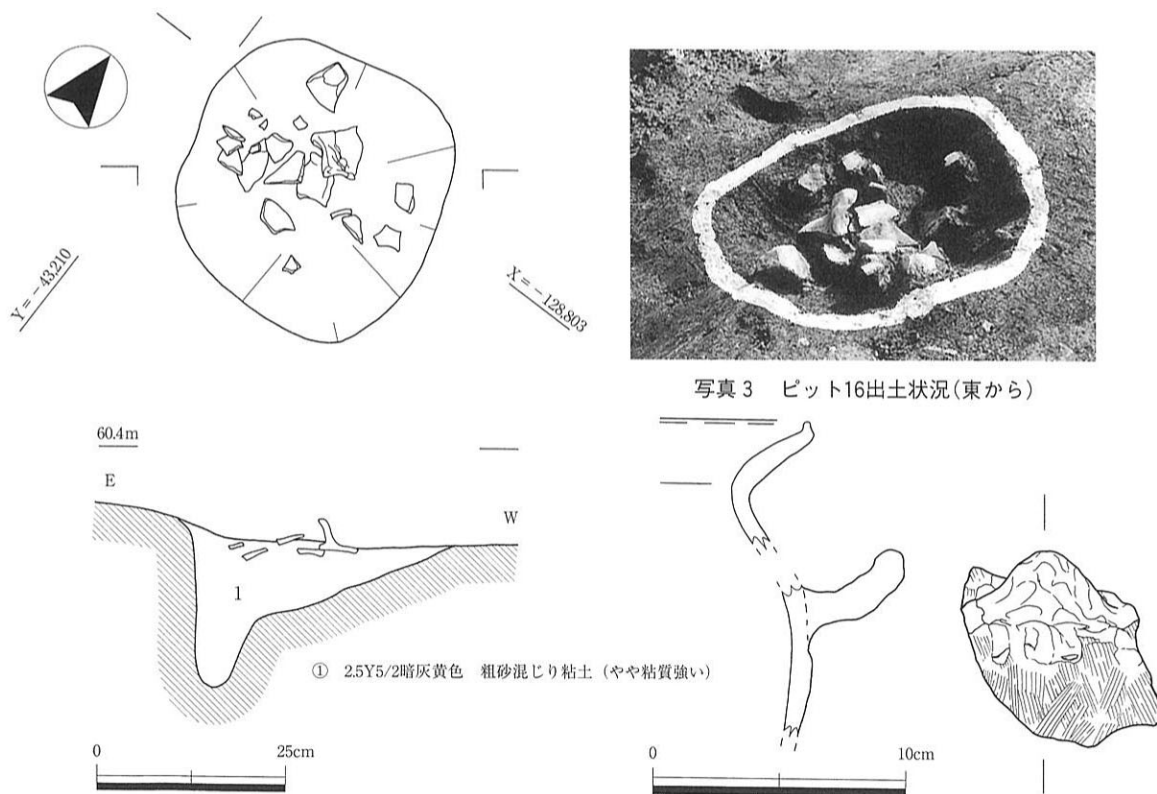 Y=-43,210
X=-128,803
写真3 ピット16出土状況(東から)
60.4m
E
W
1
① 2.5Y5/2暗灰黄色 粗砂混じり粘土(やや粘質強い)
0 25cm
0 10cm